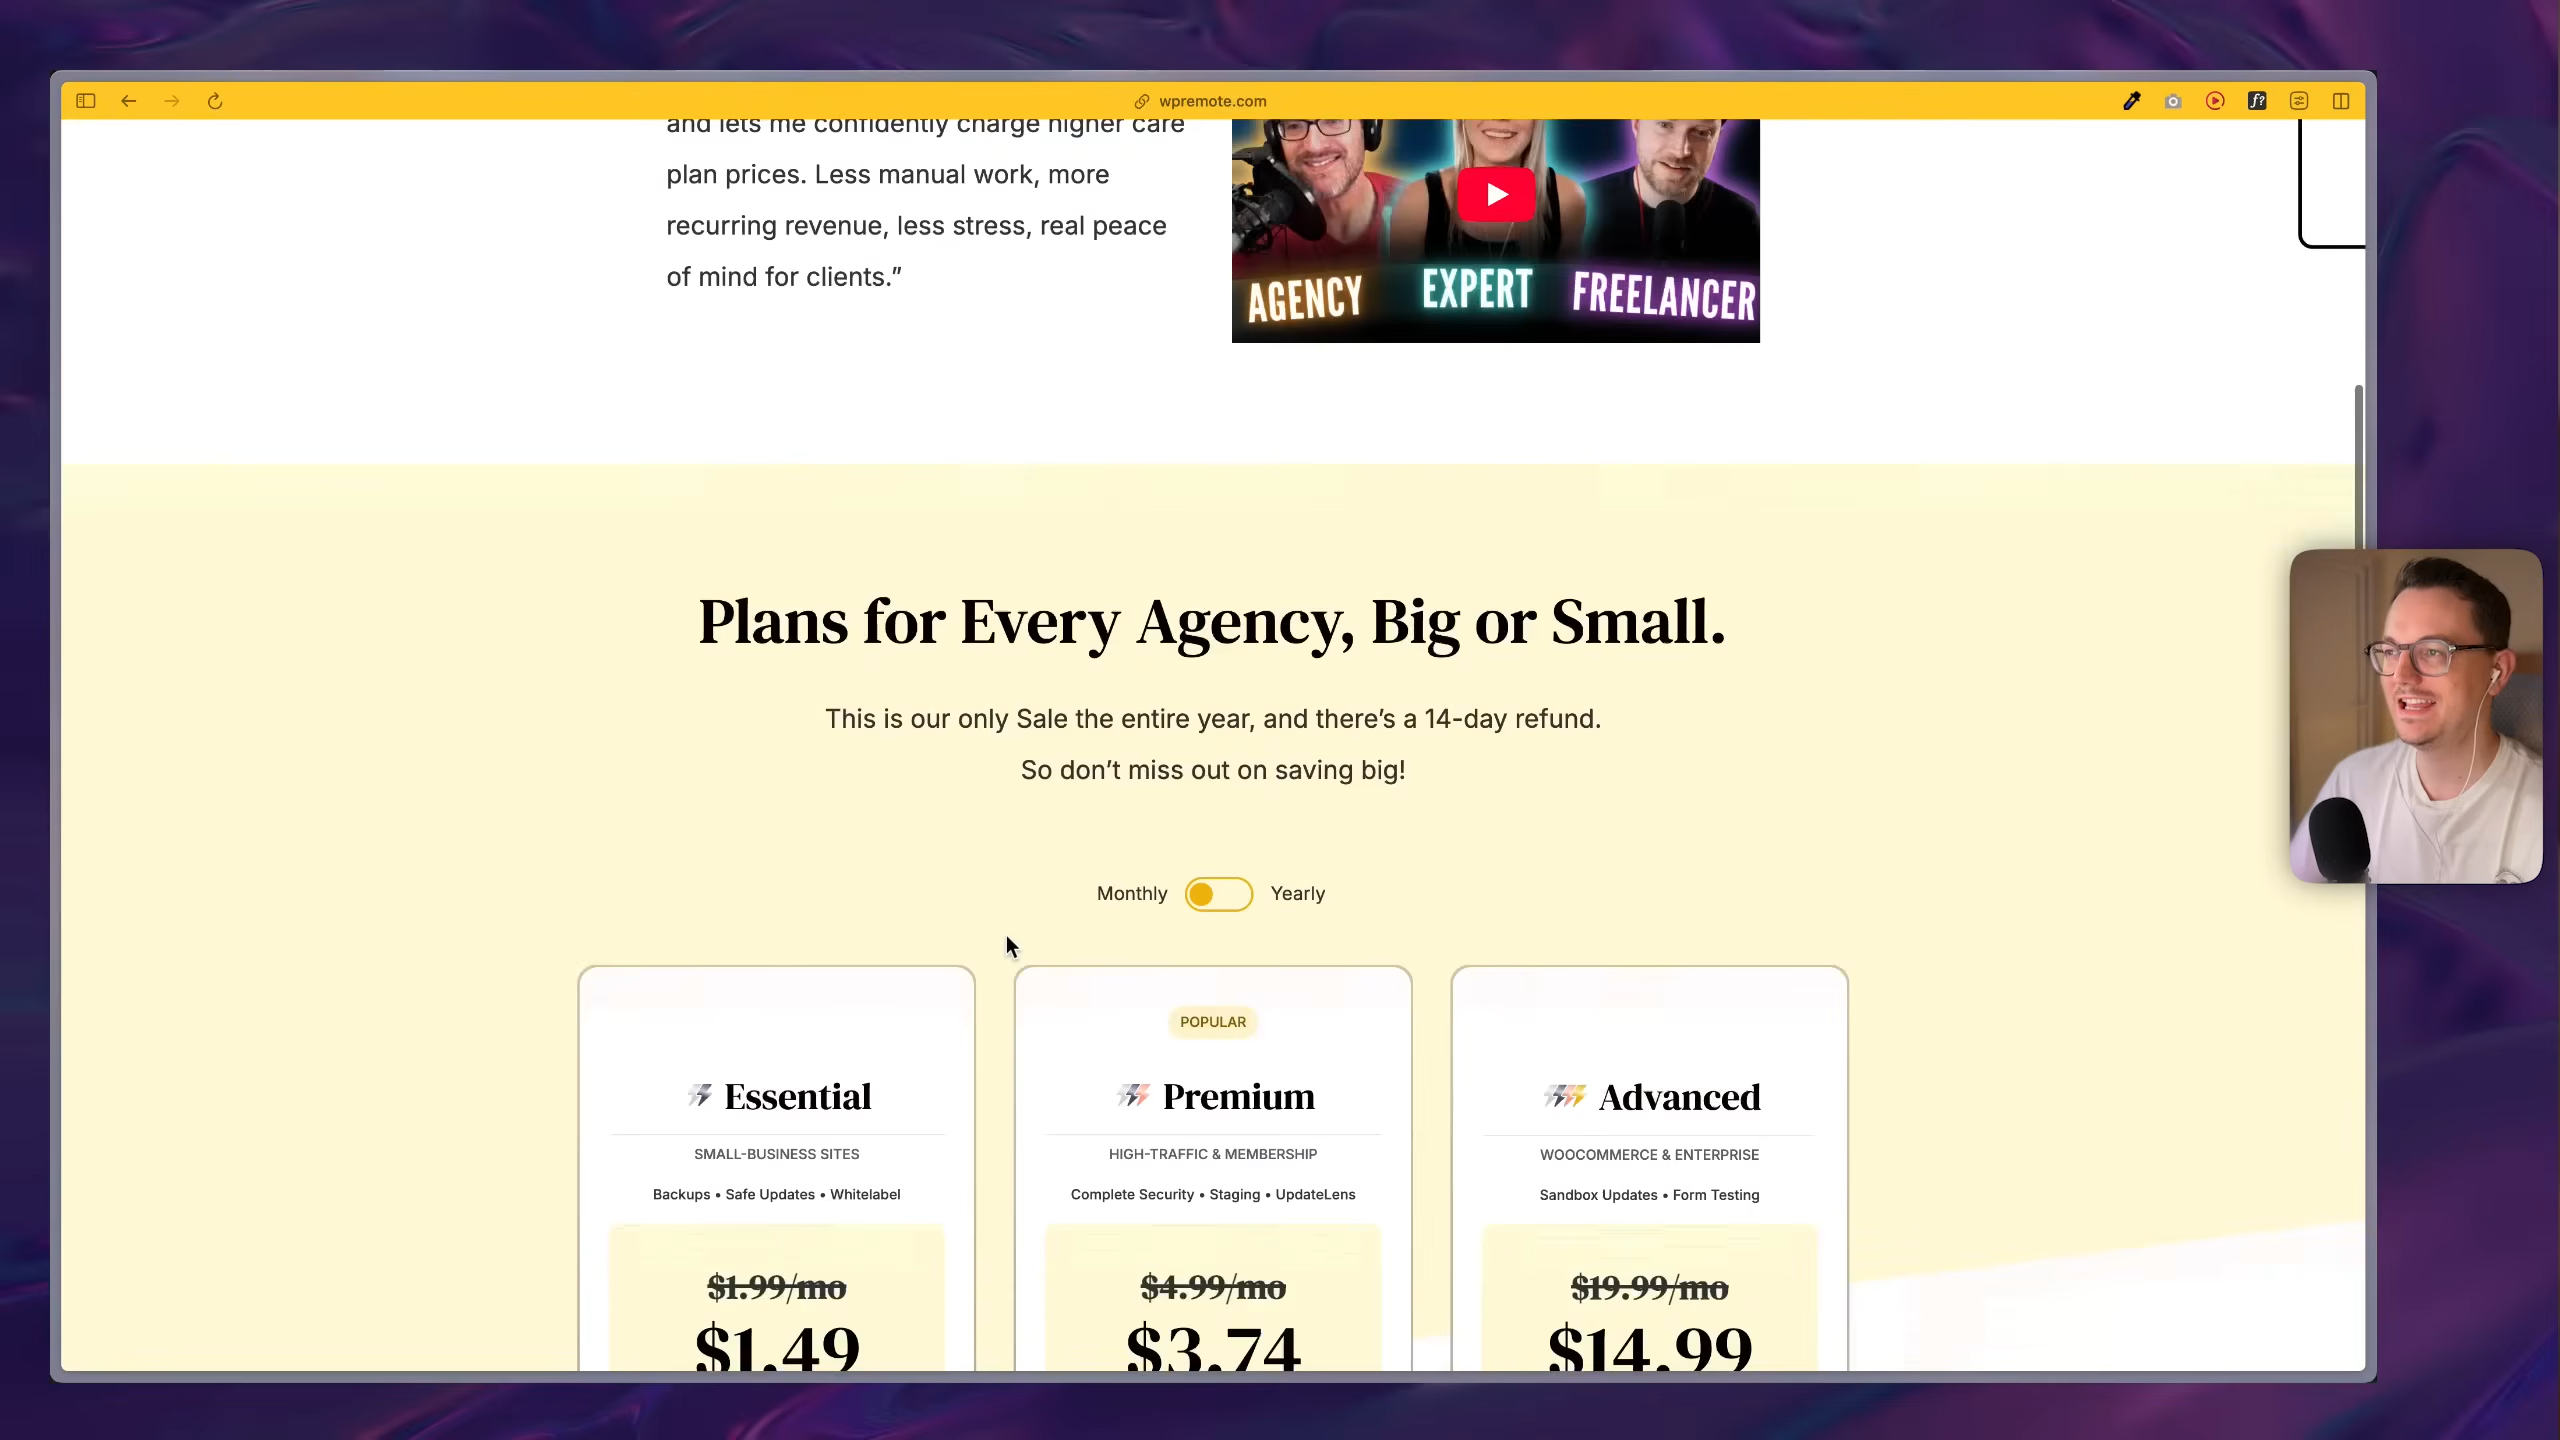 wpremote.com
and lets me confidently charge higher care
plan prices. Less manual work, more
recurring revenue, less stress, real peace
of mind for clients.”
AGENCY
EXPERT
FREELANCER
Plans for Every Agency, Big or Small.
This is our only Sale the entire year, and there’s a 14-day refund.
So don’t miss out on saving big!
Monthly
Yearly
POPULAR
Essential
Premium
Advanced
SMALL-BUSINESS SITES
HIGH-TRAFFIC & MEMBERSHIP
WOOCOMMERCE & ENTERPRISE
Backups • Safe Updates • Whitelabel
Complete Security • Staging • UpdateLens
Sandbox Updates • Form Testing
$1.99/mo
$4.99/mo
$19.99/mo
$1.49
$3.74
$14.99